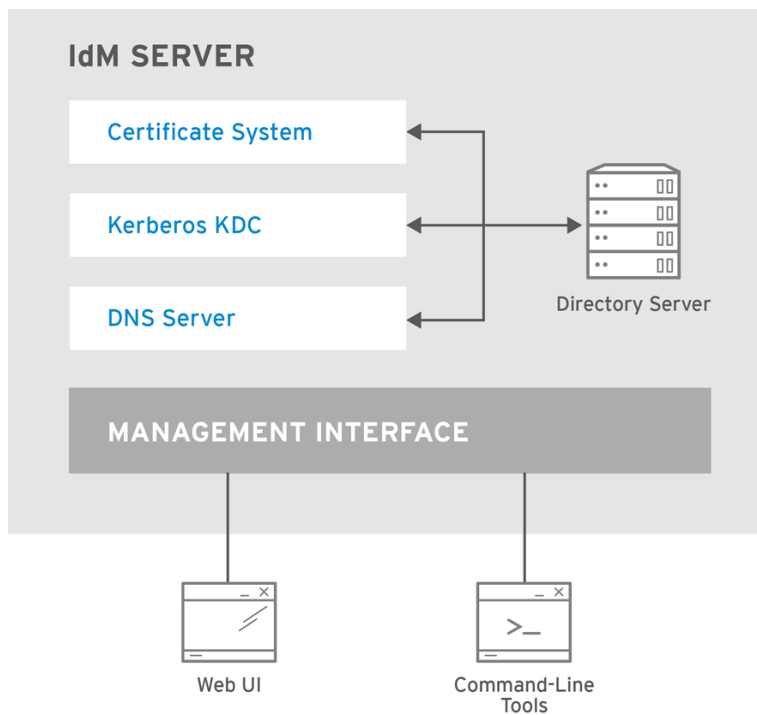 IdM SERVER
Certificate System
Kerberos KDC
DNS Server
Directory Server
MANAGEMENT INTERFACE
>_
Web UI
Command-Line
Tools